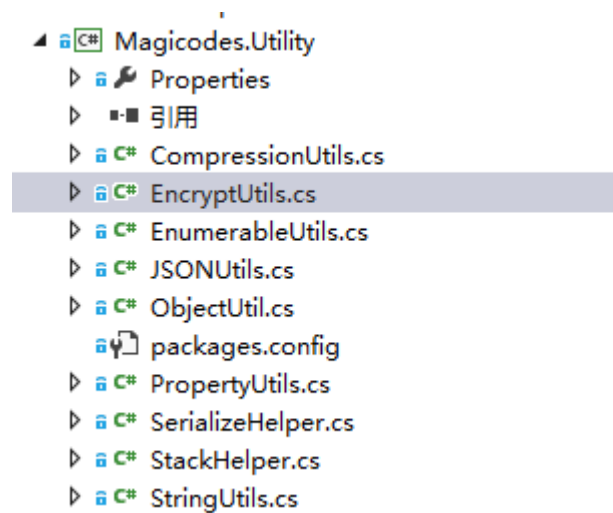 C# Magicodes.Utility
Properties
引用
C# CompressionUtils.cs
C# EncryptUtils.cs
C# EnumerableUtils.cs
C# JSONUtils.cs
C# ObjectUtil.cs
packages.config
C# PropertyUtils.cs
C# SerializeHelper.cs
C# StackHelper.cs
C# StringUtils.cs